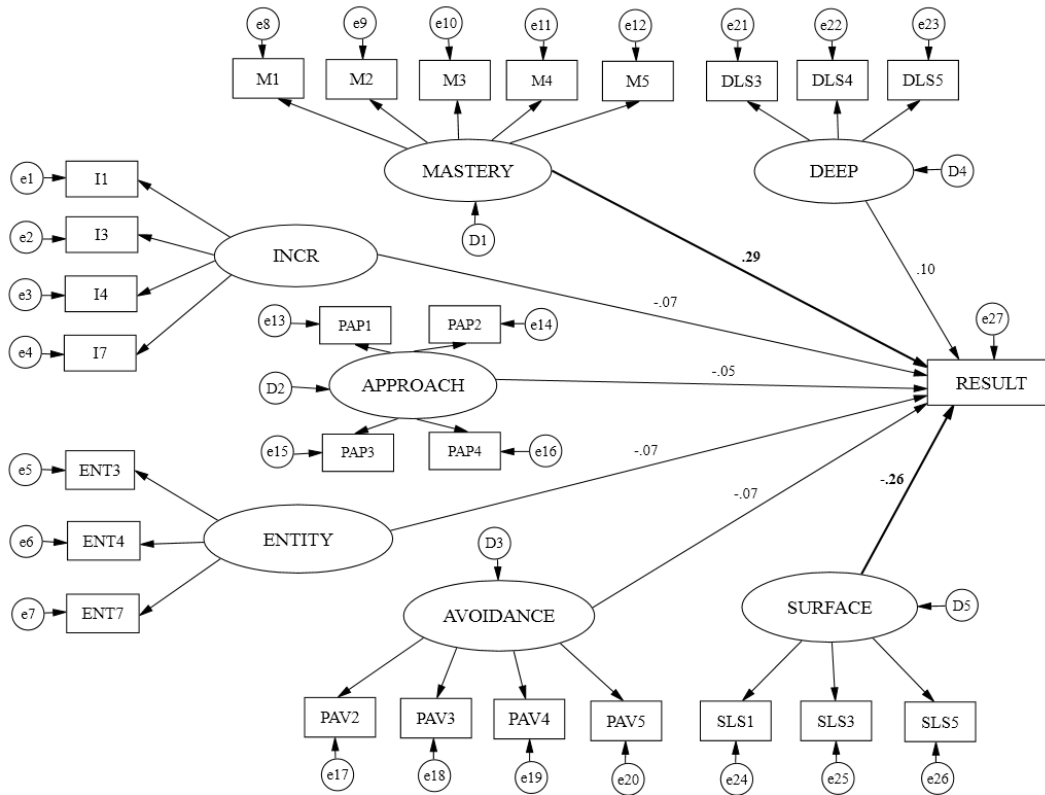 e8 e9 e10 e11 e12 e21 e22 e23
M1 M2 M3 M4 M5 DLS3 DLS4 DLS5
MASTERY DEEP D4
e1 I1
D1
e2 I3
INCR
.29
.10
e3 I4
-.07
e13 PAP1 PAP2 e14
e27
e4 I7
D2 APPROACH -.05 RESULT
e15 PAP3 PAP4 e16
-.07
e5 ENT3
-.07 -.26
e6 ENT4 ENTITY
D3
e7 ENT7
AVOIDANCE SURFACE D5
PAV2 PAV3 PAV4 PAV5 SLS1 SLS3 SLS5
e17 e18 e19 e20 e24 e25 e26